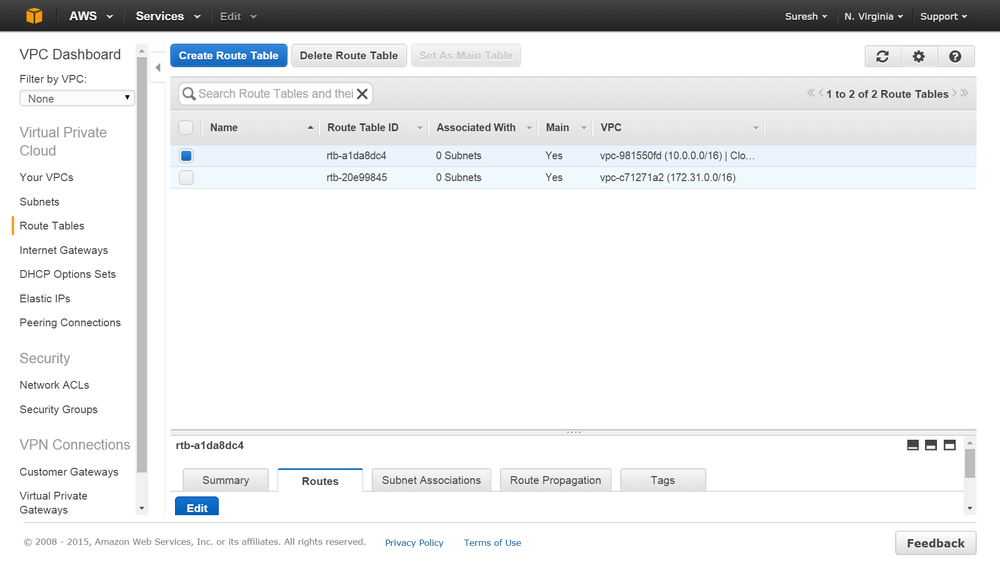 AWS Services Edit Suresh N. Virginia Support
VPC Dashboard
Filter by VPC:
None
Virtual Private
Cloud
Your VPCs
Subnets
Route Tables
Internet Gateways
DHCP Options Sets
Elastic IPs
Peering Connections
Security
Network ACLs
Security Groups
VPN Connections
Customer Gateways
Virtual Private
Gateways
Create Route Table Delete Route Table Set As Main Table
Search Route Tables and thei 1 to 2 of 2 Route Tables
Name Route Table ID Associated With Main VPC
rtb-a1da8dc4 0 Subnets Yes vpc-981550fd (10.0.0.0/16) | Clo...
rtb-20e99845 0 Subnets Yes vpc-c71271a2 (172.31.0.0/16)
rtb-a1da8dc4
Summary Routes Subnet Associations Route Propagation Tags
Edit
© 2008 - 2015, Amazon Web Services, Inc. or its affiliates. All rights reserved. Privacy Policy Terms of Use
Feedback